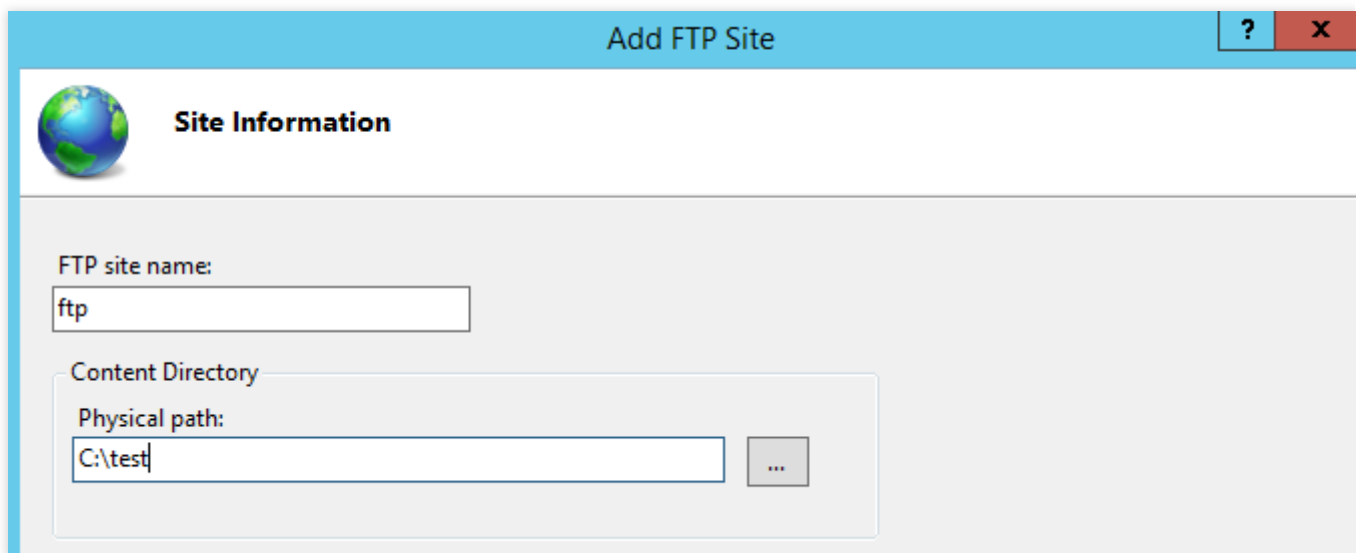 Add FTP Site
?
x
Site Information
FTP site name:
ftp
Content Directory
Physical path:
C:\test
...